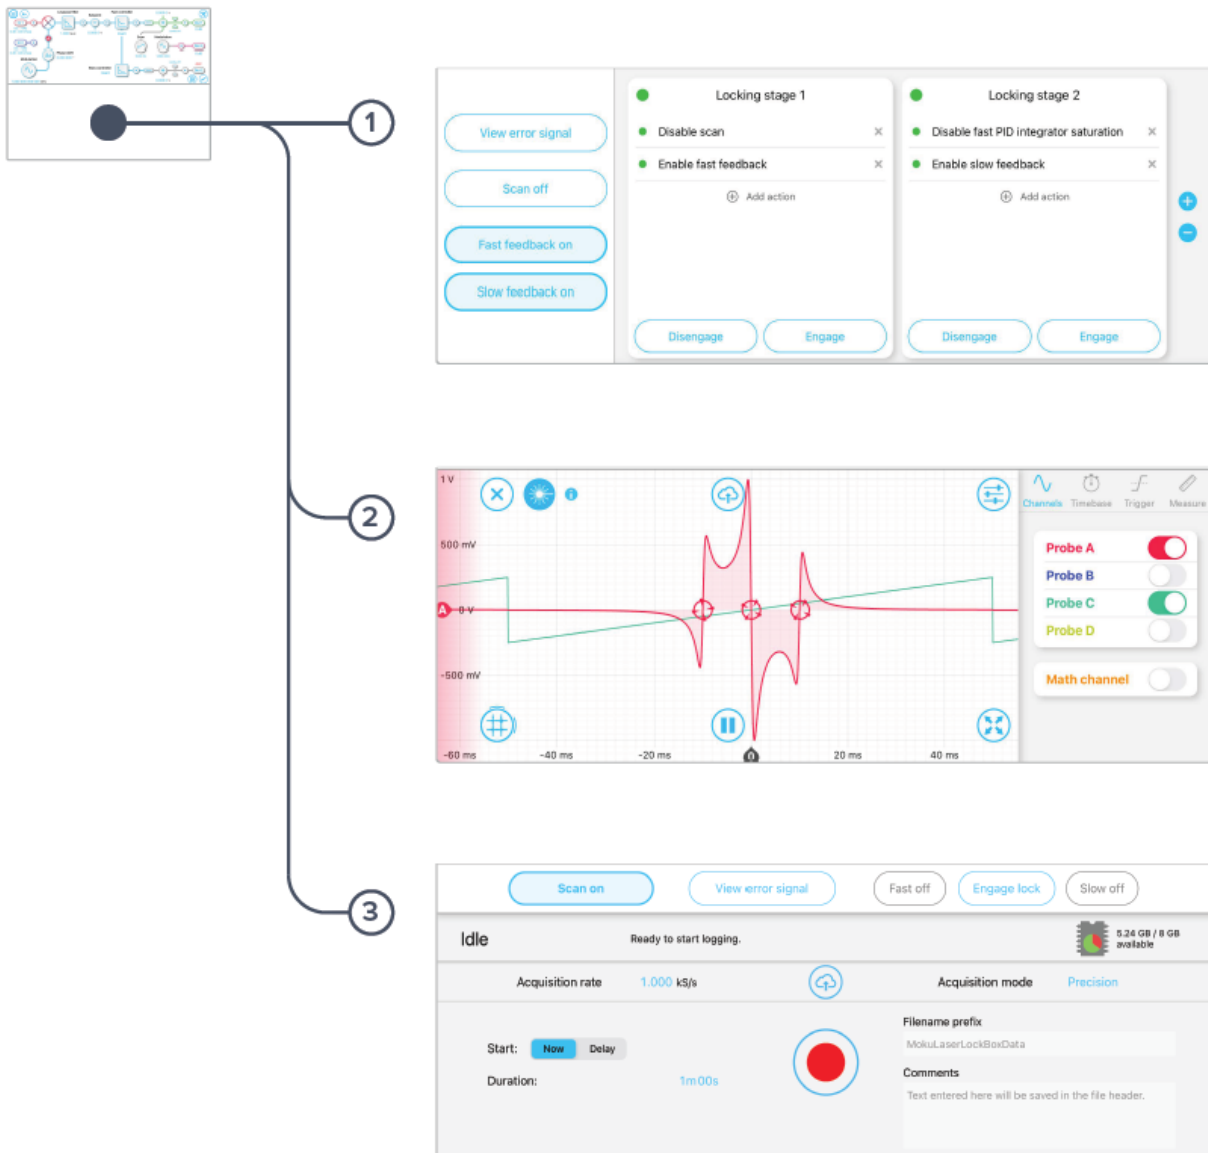 1
View error signal
Scan off
Fast feedback on
Slow feedback on
Locking stage 1
Disable scan
Enable fast feedback
Add action
Disengage
Engage
Locking stage 2
Disable fast PID integrator saturation
Enable slow feedback
Add action
Disengage
Engage
2
1 V
500 mV
A
0 V
-500 mV
-60 ms
-40 ms
-20 ms
0
20 ms
40 ms
Channels
Timebase
Trigger
Measure
Probe A
Probe B
Probe C
Probe D
Math channel
3
Scan on
View error signal
Fast off
Engage lock
Slow off
Idle
Ready to start logging.
5.24 GB / 8 GB
available
Acquisition rate
1.000 kS/s
Acquisition mode
Precision
Start:
Now
Delay
Duration:
1m00s
Filename prefix
MokuLaserLockBoxData
Comments
Text entered here will be saved in the file header.